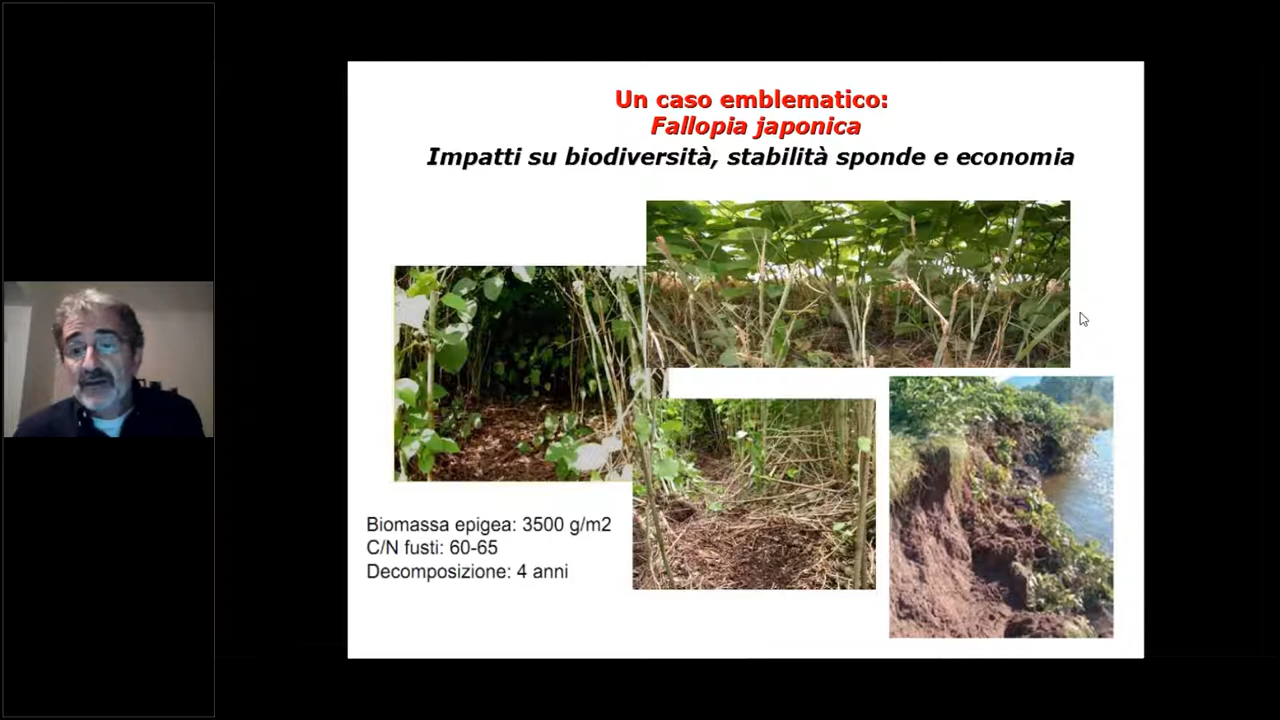 Un caso emblematico:
Fallopia japonica
Impatti su biodiversità, stabilità sponde e economia
Biomassa epigea: 3500 g/m2
C/N fusti: 60-65
Decomposizione: 4 anni